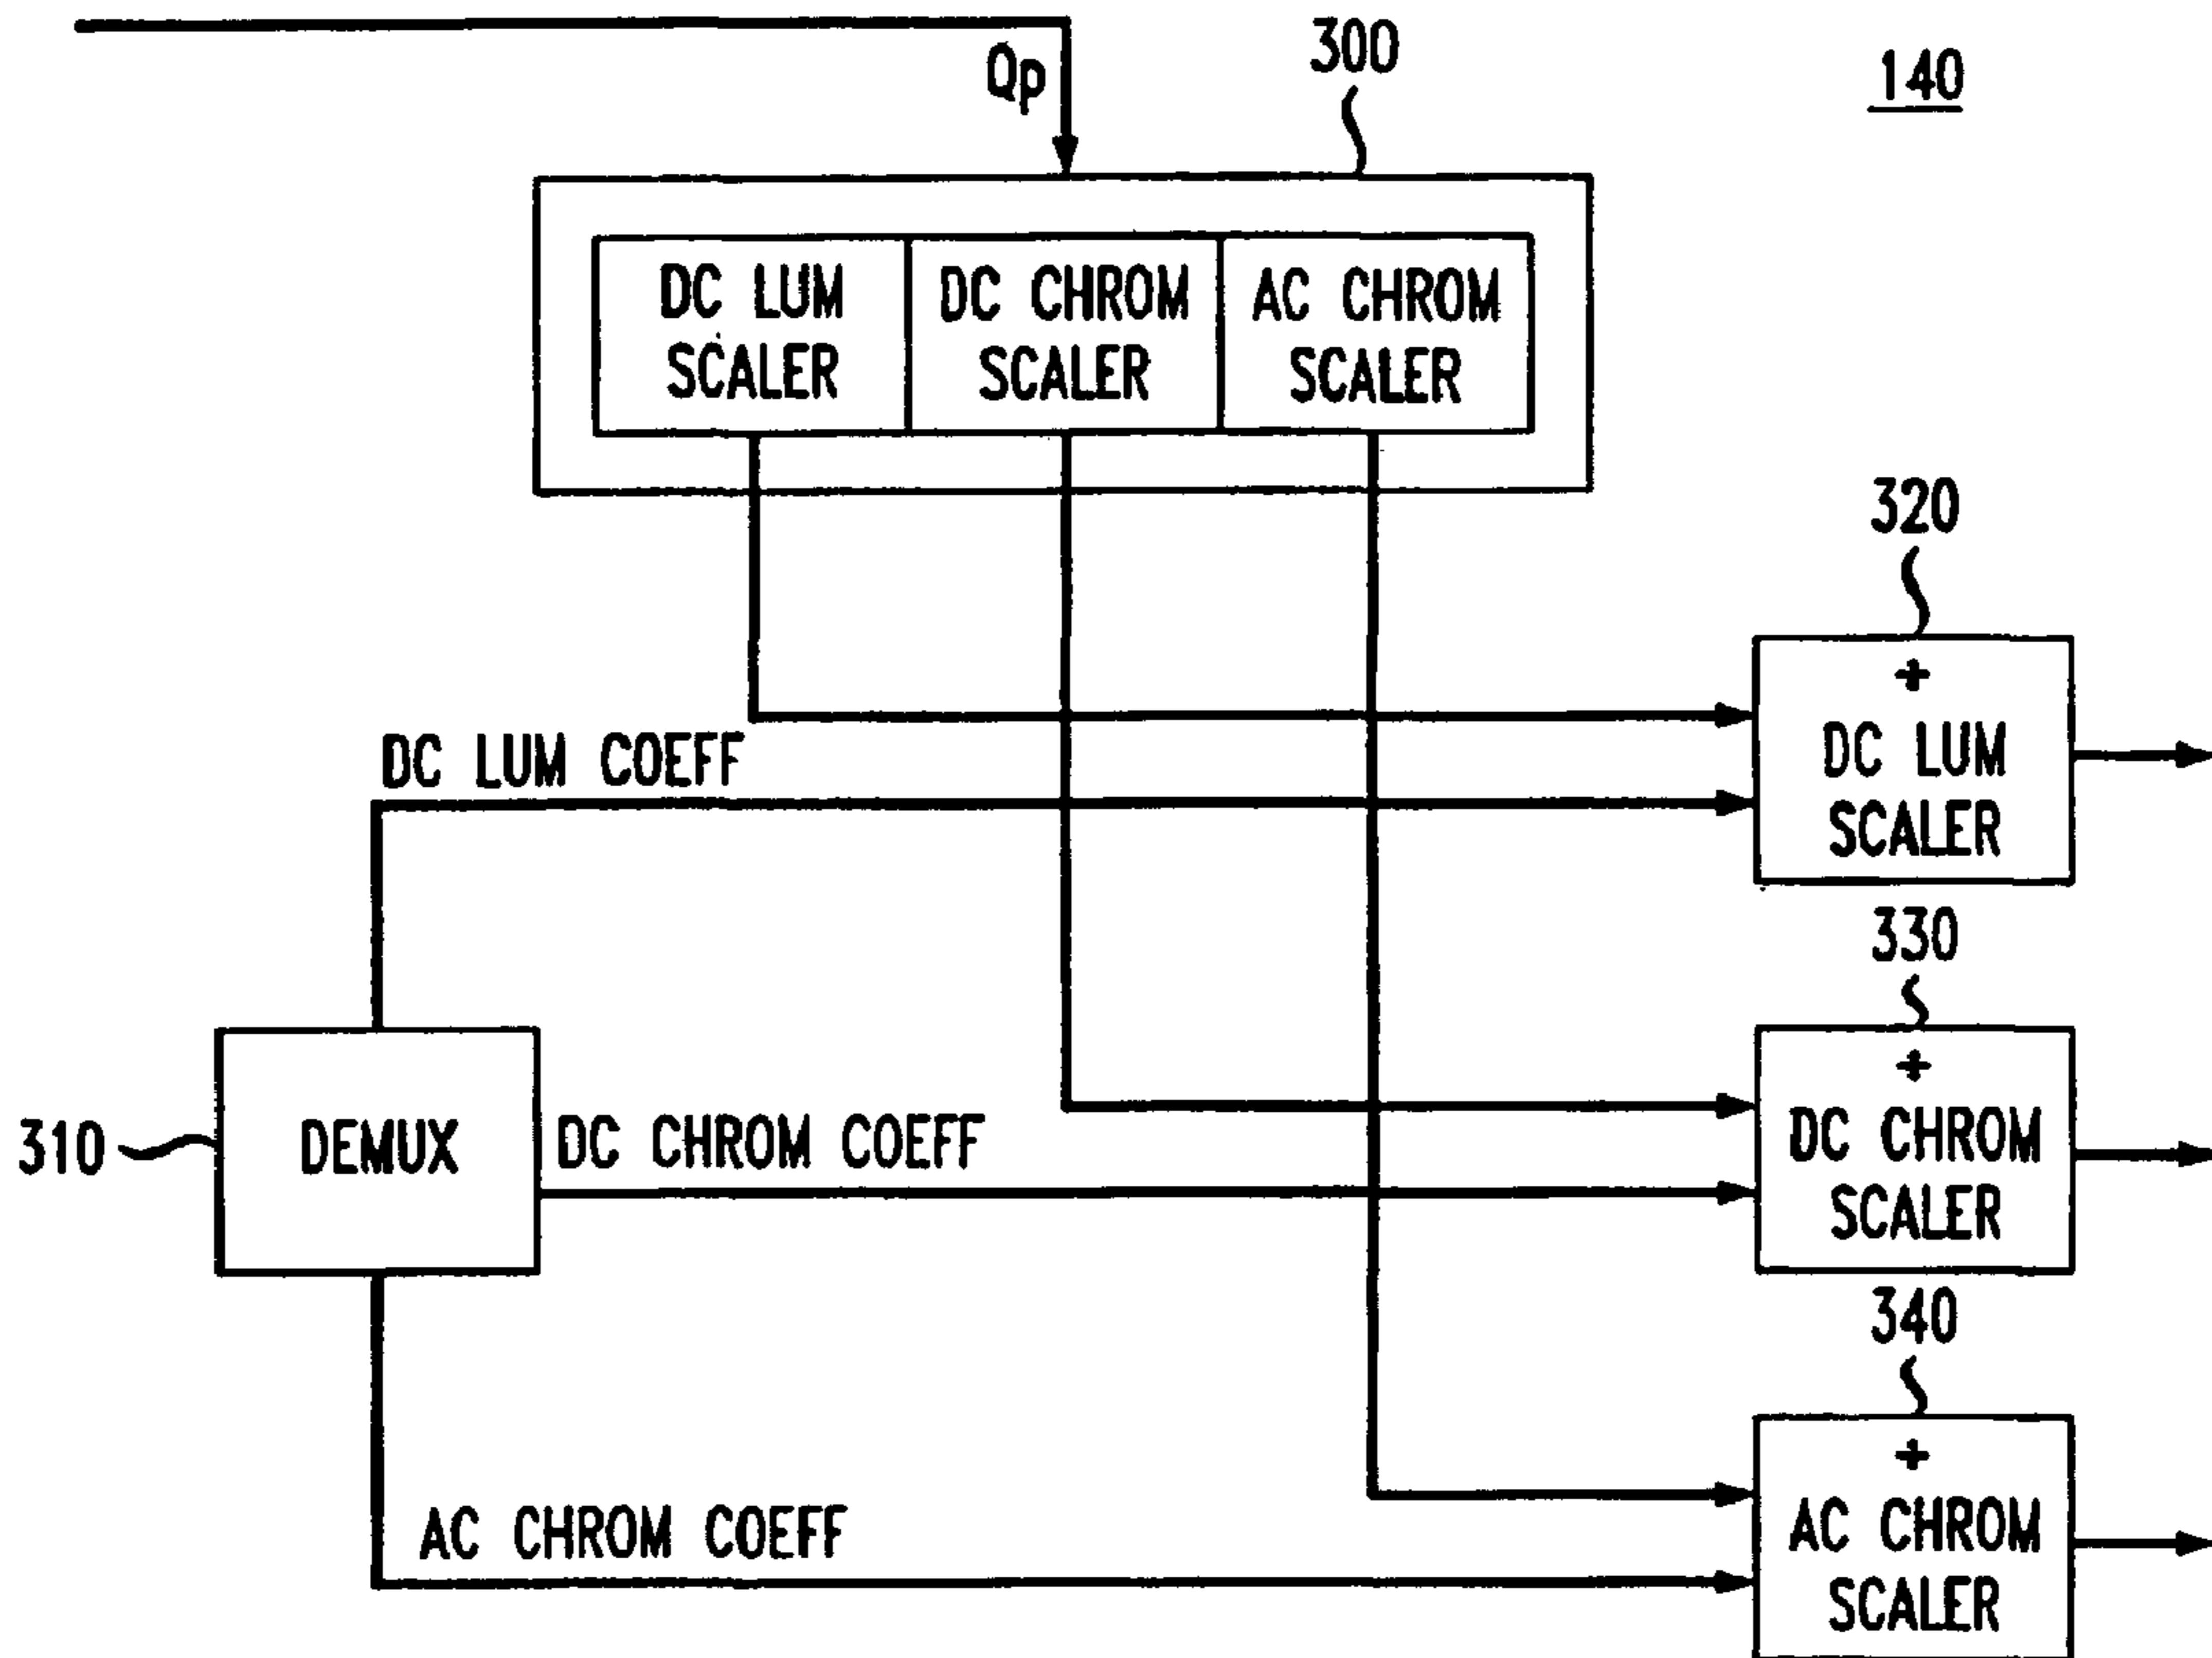 Qp
300
140
DC LUM
SCALER
DC CHROM
SCALER
AC CHROM
SCALER
320
+
DC LUM
SCALER
DC LUM COEFF
330
+
DC CHROM
SCALER
310
DEMUX
DC CHROM COEFF
340
+
AC CHROM
SCALER
AC CHROM COEFF